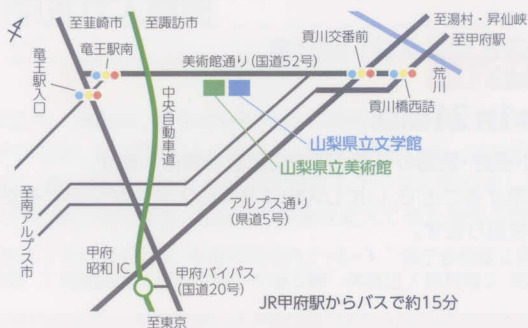 至韮崎市
至諏訪市
至湯村・昇仙峡
至甲府駅
竜王駅南
貢川交番前
美術館通り(国道52号)
荒川
竜王駅入口
中央自動車道
貢川橋西詰
山梨県立文学館
山梨県立美術館
至南アルプス市
アルプス通り
(県道5号)
甲府
昭和IC
甲府バイパス
(国道20号)
JR甲府駅からバスで約15分
至東京